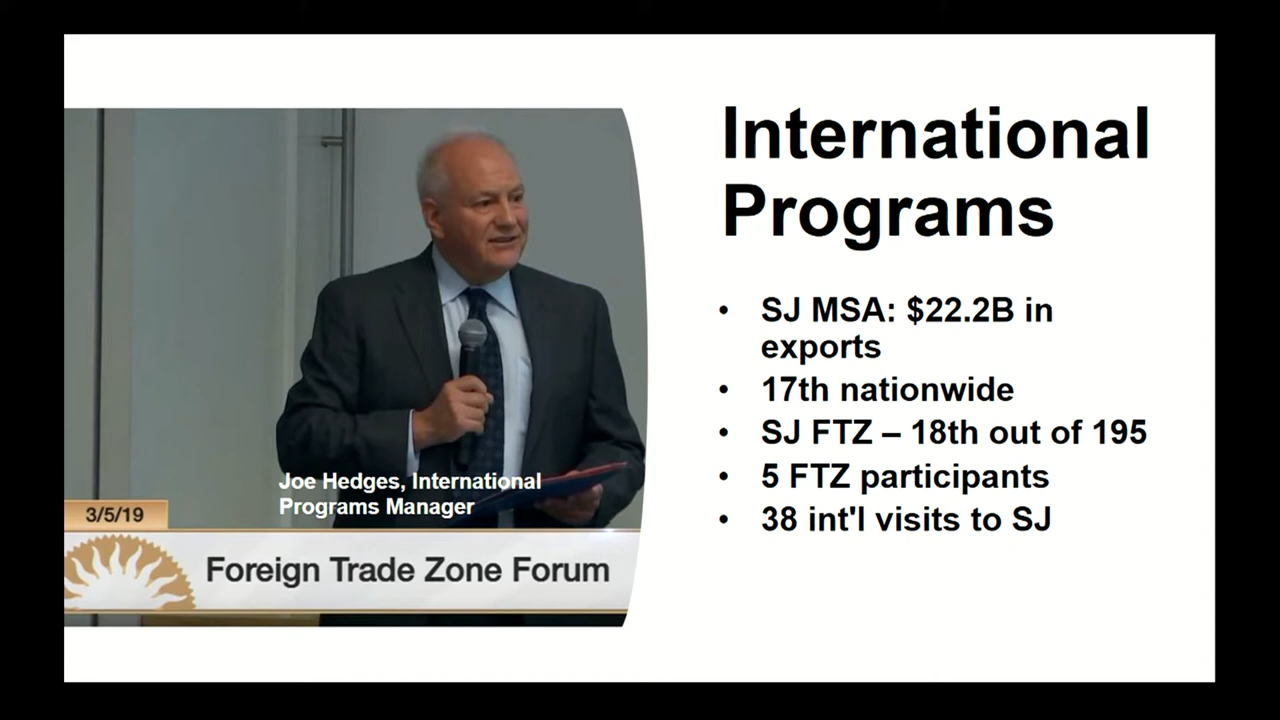 International
Programs
• SJ MSA: $22.2B in
exports
• 17th nationwide
• SJ FTZ – 18th out of 195
• 5 FTZ participants
• 38 int'l visits to SJ
Joe Hedges, International
Programs Manager
3/5/19
Foreign Trade Zone Forum